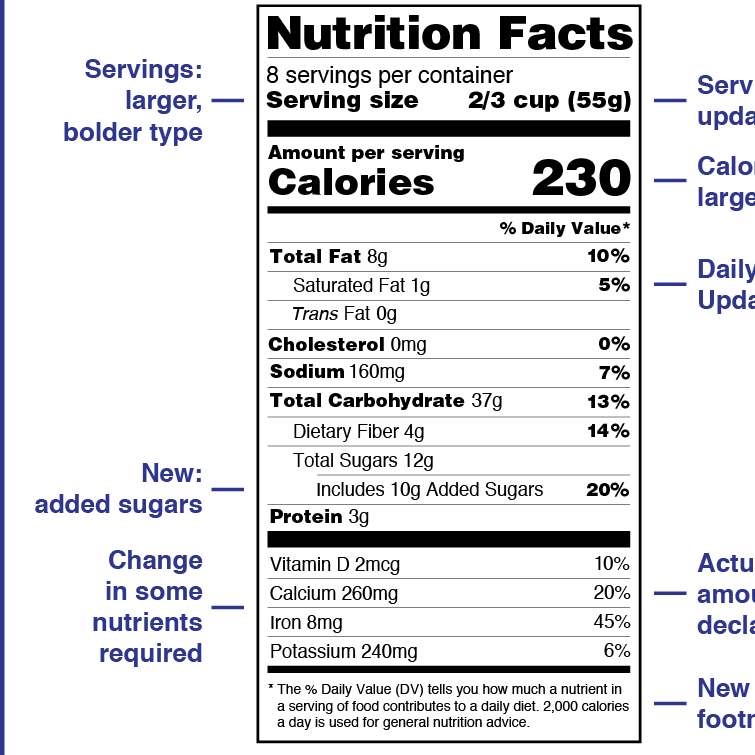 Servings:
larger,
bolder type
New:
added sugars
Change
in some
nutrients
required
Nutrition Facts
8 servings per container
Serving size 2/3 cup (55g)
Amount per serving
Calories 230
% Daily Value*
Total Fat 8g 10%
Saturated Fat 1g 5%
Trans Fat 0g
Cholesterol 0mg 0%
Sodium 160mg 7%
Total Carbohydrate 37g 13%
Dietary Fiber 4g 14%
Total Sugars 12g
Includes 10g Added Sugars 20%
Protein 3g
Vitamin D 2mcg 10%
Calcium 260mg 20%
Iron 8mg 45%
Potassium 240mg 6%
* The % Daily Value (DV) tells you how much a nutrient in
a serving of food contributes to a daily diet. 2,000 calories
a day is used for general nutrition advice.
Daily
New